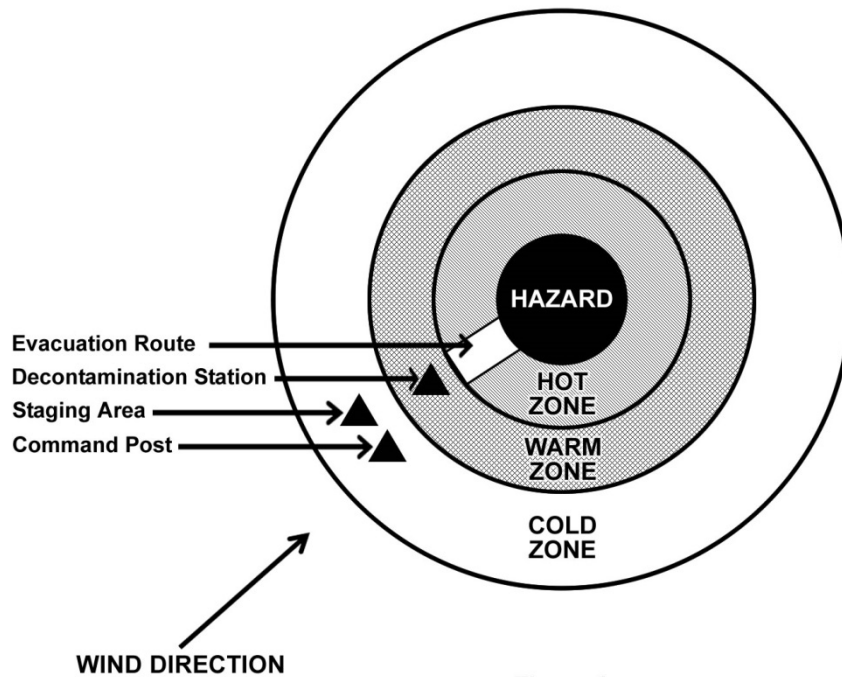 HAZARD
Evacuation Route
Decontamination Station
Staging Area
Command Post
HOT
ZONE
WARM
ZONE
COLD
ZONE
WIND DIRECTION